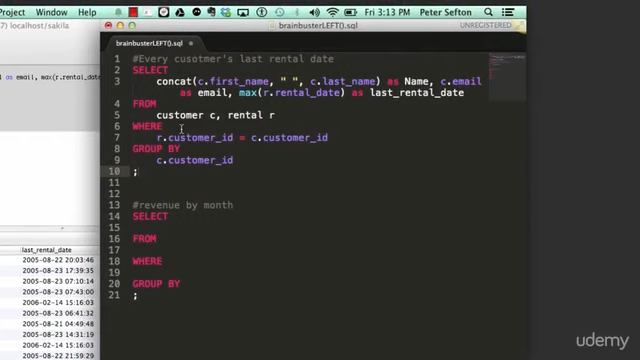 Project Window Help
Fri 3:13 PM Peter Sefton
localhost/sakila
brainbusterLEFT().sql
UNREGISTERED
brainbusterLEFT().sql
l as email, max(r.rental_date
1 #Every cusotmer's last rental date
2 SELECT
3 concat(c.first_name, " ", c.last_name) as Name, c.email
as email, max(r.rental_date) as last_rental_date
4 FROM
5 customer c, rental r
6 WHERE
7 r.customer_id = c.customer_id
8 GROUP BY
9 c.customer_id
10 ;
11
12
13 #revenue by month
14 SELECT
15
16 FROM
17
18 WHERE
19
20 GROUP BY
21 ;
last_rental_date
2005-08-22 20:03:46
2005-08-23 17:39:35
2005-08-23 07:10:14
2005-08-23 07:43:00
2006-02-14 15:16:03
2005-08-23 06:41:32
2005-08-22 04:49:48
2005-08-23 14:31:19
2006-02-14 15:16:03
2005-08-22 21:59:29
udemy